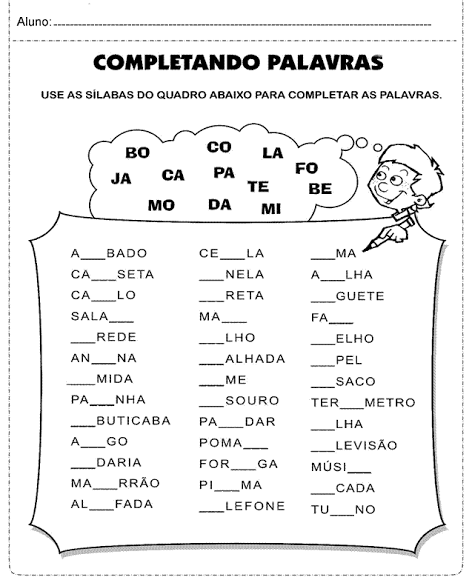 Aluno:
COMPLETANDO PALAVRAS
USE AS SÍLABAS DO QUADRO ABAIXO PARA COMPLETAR AS PALAVRAS.
BO CO LA
JA CA PA TE FO BE
MO DA MI
A___BADO CE___LA ___MA
CA___SETA ___NELA A___LHA
CA___LO ___RETA ___GUETE
SALA___ MA___ FA___
___REDE ___LHO ___ELHO
AN___NA ___ALHADA ___PEL
___MIDA ___ME ___SACO
PA___NHA ___SOURO TER___METRO
___BUTICABA PA___DAR ___LHA
A___GO POMA___ ___LEVISÃO
___DARIA FOR___GA MÚSI___
MA___RRÃO PI___MA ___CADA
AL___FADA ___LEFONE TU___NO